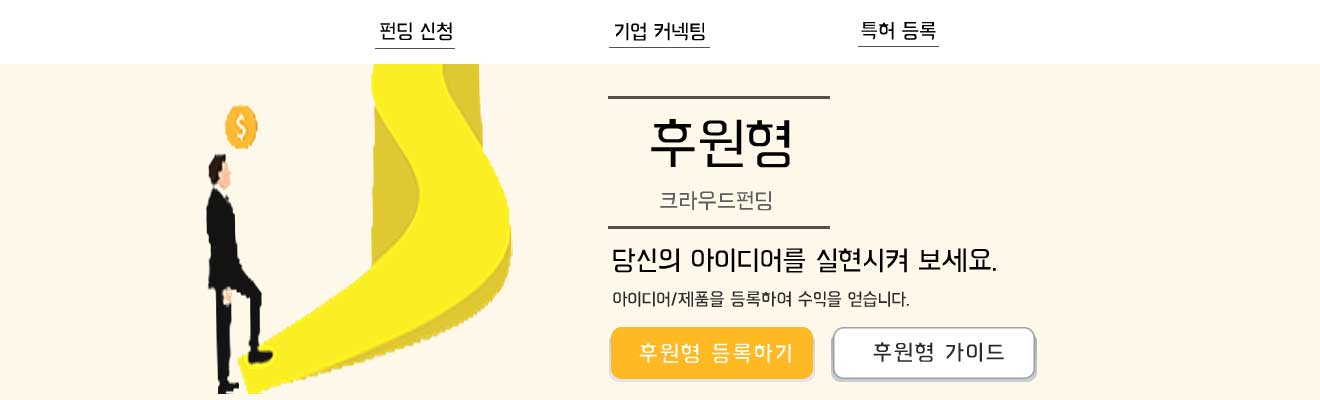 펀딩 신청 기업 커넥팅 특허 등록
$
후원형
크라우드펀딩
당신의 아이디어를 실현시켜 보세요.
아이디어/제품을 등록하여 수익을 얻습니다.
후원형 등록하기 후원형 가이드